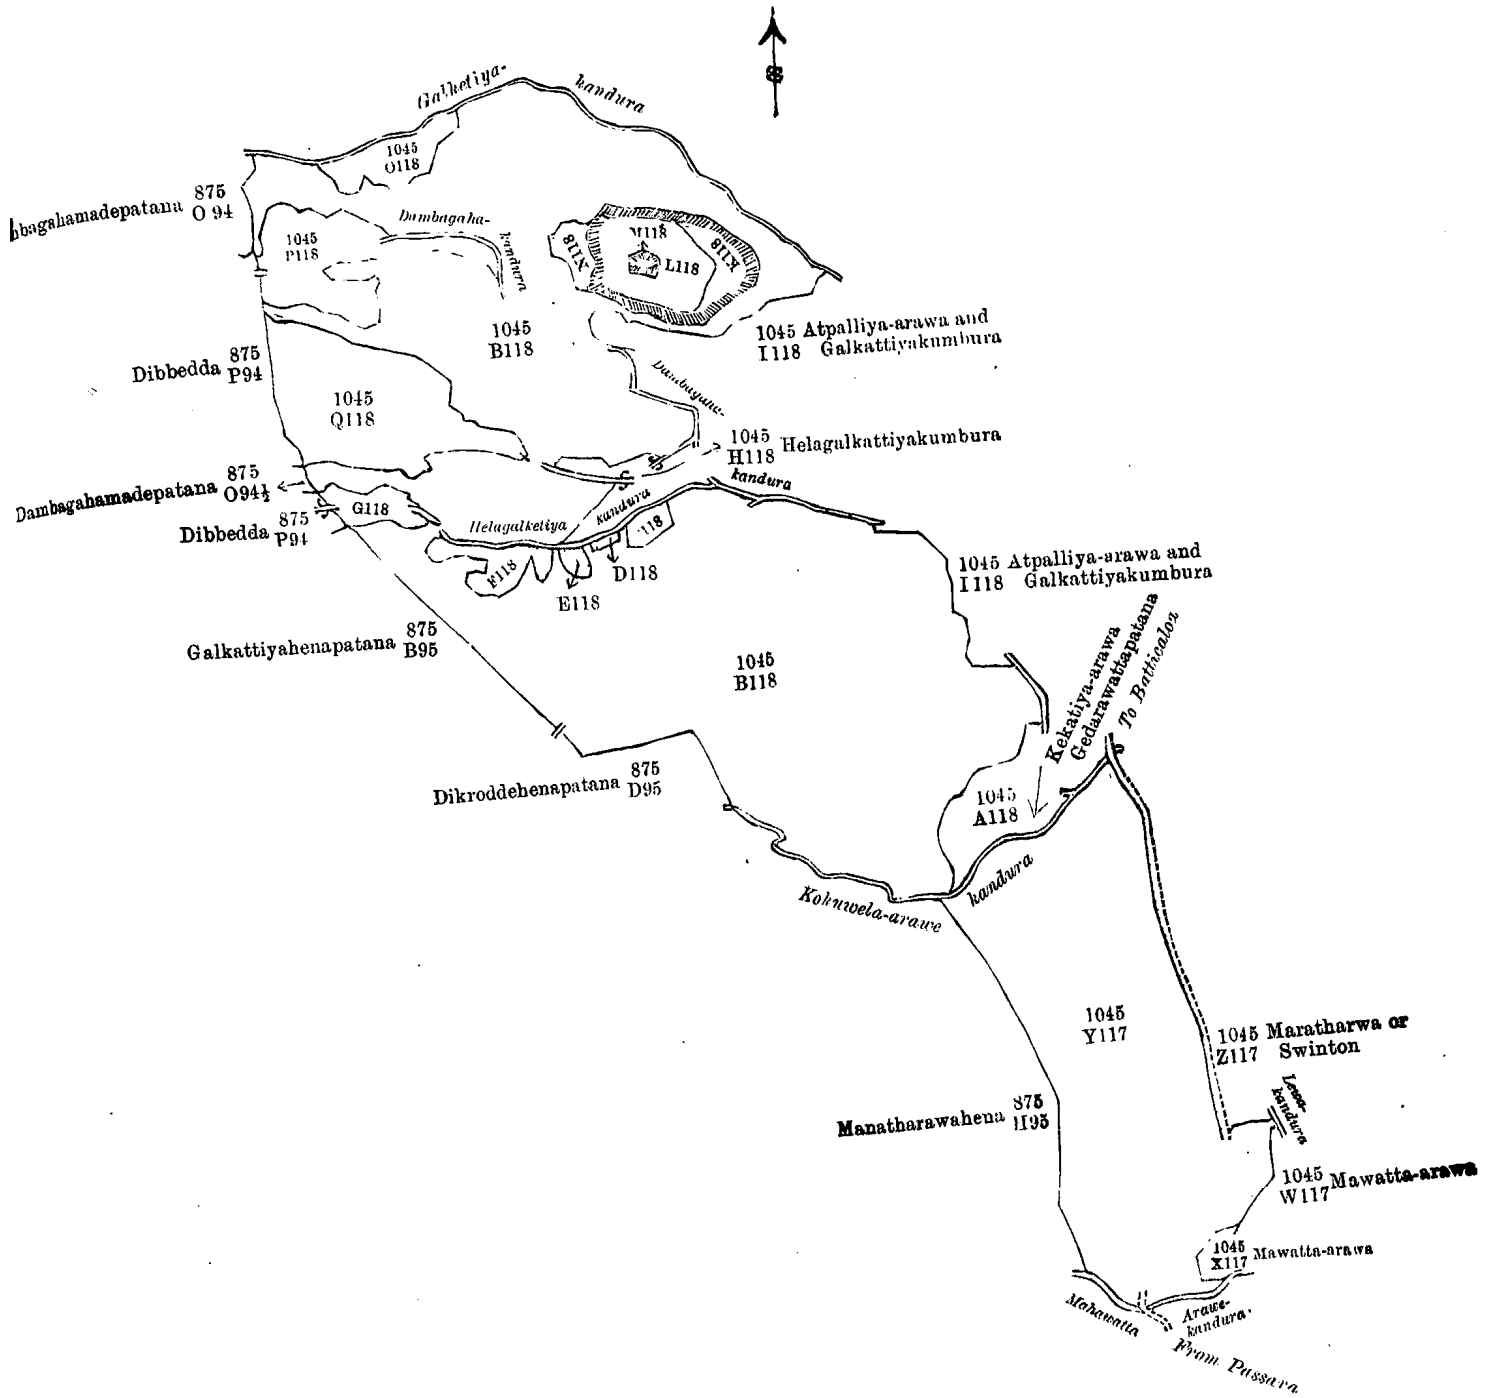 Galketiya-
kandura
1045
O118
875
O 94
bagahamadepatana
Dambagaha-
kandura
1045
P118
N118
M118
L118
K118
1045
B118
1045 Atpalliya-arawa and
I118 Galkattiyakumbura
Dibbedda 875
P94
1045
Q118
1045
H118 Helagalkattiyakumbura
Dambagahamadepatana 875
O94½
Dibbedda 875
P94
G118
Helagalketiya
kandura
kandura
118
F118
E118
D118
1045 Atpalliya-arawa and
I118 Galkattiyakumbura
Galkattiyahenapatana 875
B95
1045
B118
Kekatiya-arawa
Gedarawattapatana
To Batticaloa
Dikroddehenapatana 875
D95
1045
A118
Kokuwela-arawe
kandura
1045
Y117
1045 Maratharwa or
Z117 Swinton
Lewa-
kandura
Manatharawahena 875
H95
1045
W117 Mawatta-arawa
1045
X117 Mawatta-arawa
Mahawatta
Arawe-
kandura.
From Passara